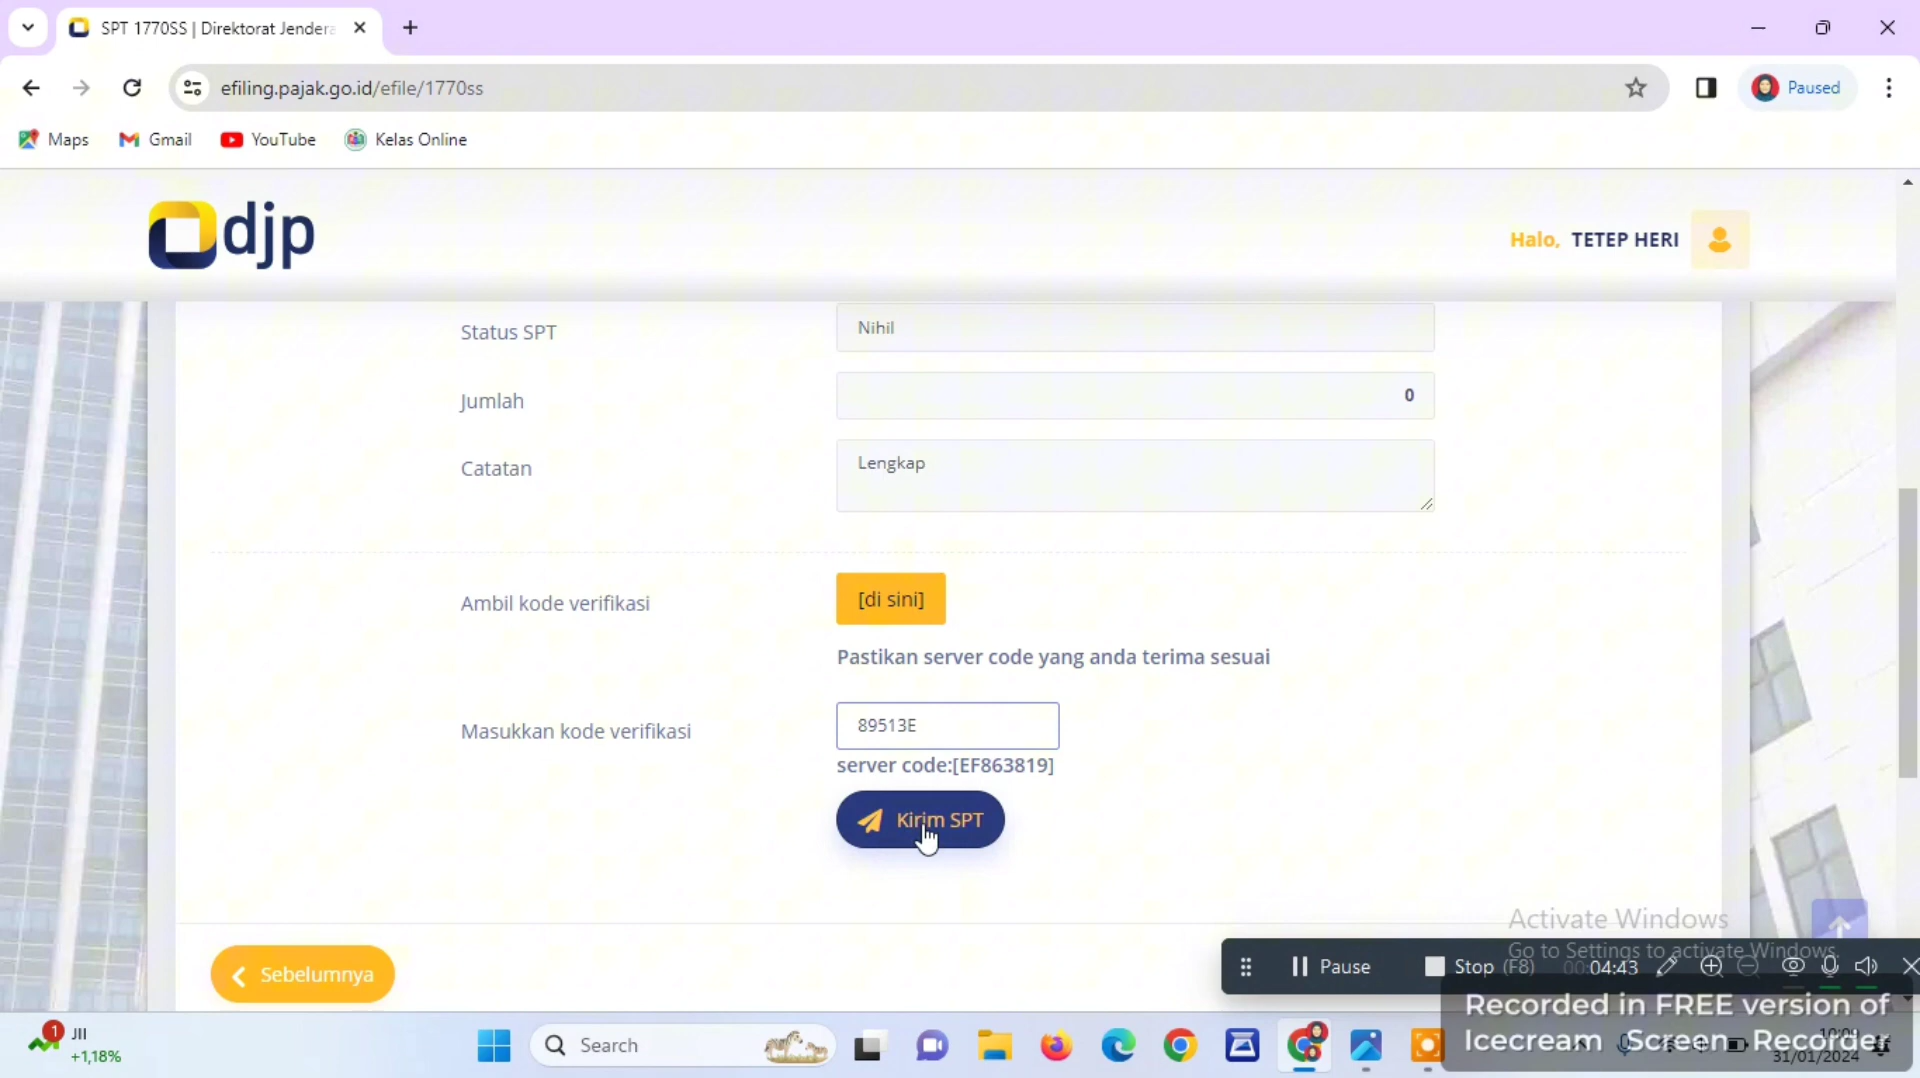 SPT 1770SS | Direktorat Jender
efiling.pajak.go.id/efile/1770ss
Paused
Maps
Gmail
YouTube
Kelas Online
djp
Halo, TETEP HERI
Status SPT
Nihil
Jumlah
0
Catatan
Lengkap
Ambil kode verifikasi
[di sini]
Pastikan server code yang anda terima sesuai
Masukkan kode verifikasi
89513E
server code:[EF863819]
Kirim SPT
Sebelumnya
Activate Windows
Go to Settings to activate Windows.
Pause
Stop (F8)
00:04:43
Recorded in FREE version of
Icecream Screen Recorder
1
JII
+1,18%
Search
10:09
31/01/2024